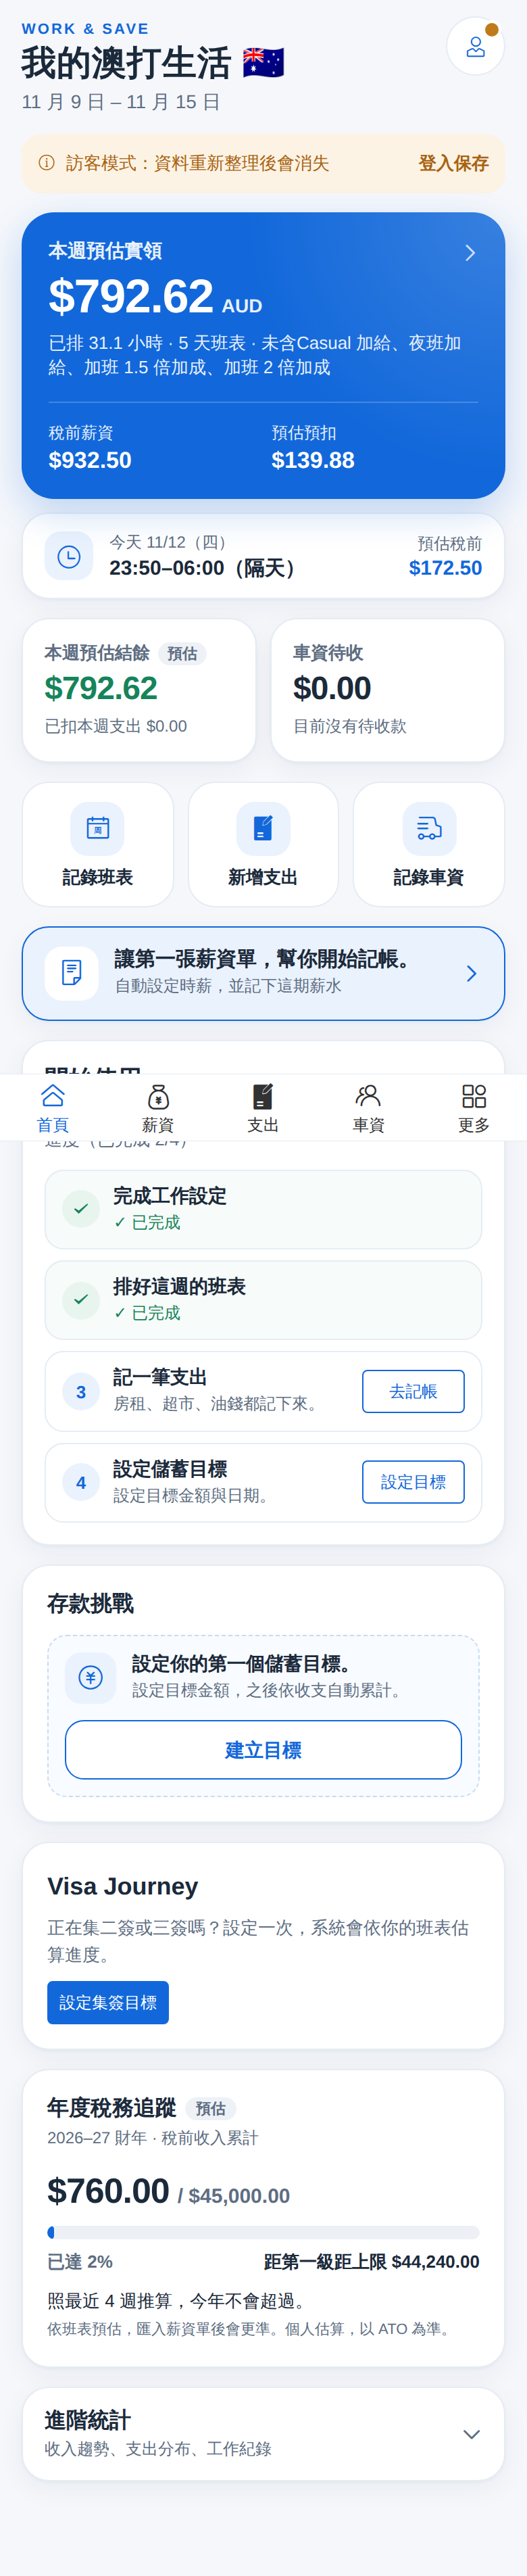 WORK & SAVE
我的澳打生活 🇦🇺
11 月 9 日 – 11 月 15 日
訪客模式：資料重新整理後會消失
登入保存
本週預估實領
$792.62 AUD
已排 31.1 小時 · 5 天班表 · 未含Casual 加給、夜班加
給、加班 1.5 倍加成、加班 2 倍加成
稅前薪資
預估預扣
$932.50
$139.88
今天 11/12（四）
預估稅前
23:50–06:00（隔天）
$172.50
本週預估結餘 預估
$792.62
已扣本週支出 $0.00
車資待收
$0.00
目前沒有待收款
周
記錄班表
新增支出
記錄車資
讓第一張薪資單，幫你開始記帳。
自動設定時薪，並記下這期薪水
首頁
薪資
支出
車資
更多
完成工作設定
✓ 已完成
排好這週的班表
✓ 已完成
3
記一筆支出
房租、超市、油錢都記下來。
去記帳
4
設定儲蓄目標
設定目標金額與日期。
設定目標
存款挑戰
設定你的第一個儲蓄目標。
設定目標金額，之後依收支自動累計。
建立目標
Visa Journey
正在集二簽或三簽嗎？設定一次，系統會依你的班表估
算進度。
設定集簽目標
年度稅務追蹤 預估
2026–27 財年 · 稅前收入累計
$760.00 / $45,000.00
已達 2%
距第一級距上限 $44,240.00
照最近 4 週推算，今年不會超過。
依班表預估，匯入薪資單後會更準。個人估算，以 ATO 為準。
進階統計
收入趨勢、支出分布、工作紀錄